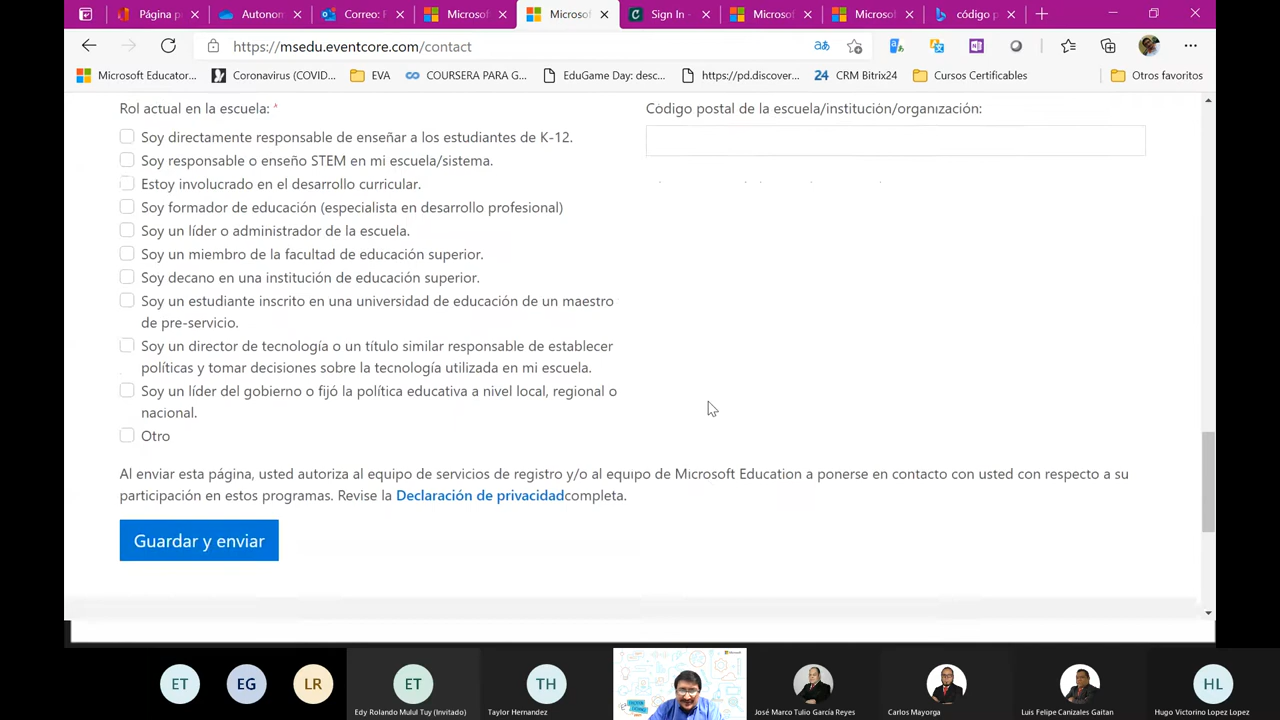 Página p
Autonom
Correo: F
Microsof
Microsof
Sign In -
Microsof
Microsof
código p
https://msedu.eventcore.com/contact
Microsoft Educator...
Coronavirus (COVID...
EVA
COURSERA PARA G...
EduGame Day: desc...
https://pd.discover...
24 CRM Bitrix24
Cursos Certificables
Otros favoritos
Rol actual en la escuela: *
Soy directamente responsable de enseñar a los estudiantes de K-12.
Soy responsable o enseño STEM en mi escuela/sistema.
Estoy involucrado en el desarrollo curricular.
Soy formador de educación (especialista en desarrollo profesional)
Soy un líder o administrador de la escuela.
Soy un miembro de la facultad de educación superior.
Soy decano en una institución de educación superior.
Soy un estudiante inscrito en una universidad de educación de un maestro
de pre-servicio.
Soy un director de tecnología o un título similar responsable de establecer
políticas y tomar decisiones sobre la tecnología utilizada en mi escuela.
Soy un líder del gobierno o fijó la política educativa a nivel local, regional o
nacional.
Otro
Código postal de la escuela/institución/organización:
Al enviar esta página, usted autoriza al equipo de servicios de registro y/o al equipo de Microsoft Education a ponerse en contacto con usted con respecto a su
participación en estos programas. Revise la Declaración de privacidadcompleta.
Guardar y enviar
ET
EG
LR
ET
Edy Rolando Mulul Tuy (Invitado)
TH
Taylor Hernandez
José Marco Tulio García Reyes
Carlos Mayorga
Luis Felipe Canizales Gaitan
HL
Hugo Victorino Lopez Lopez